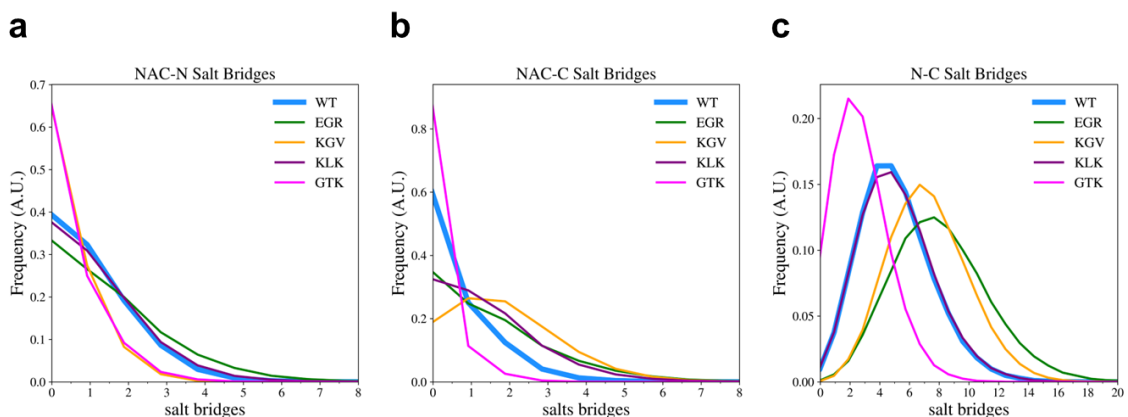 a
NAC-N Salt Bridges
Frequency (A.U.)
0.7
0.6
0.5
0.4
0.3
0.2
0.1
0.0
0 1 2 3 4 5 6 7 8
salt bridges
WT
EGR
KGV
KLK
GTK
b
NAC-C Salt Bridges
Frequency (A.U.)
0.8
0.6
0.4
0.2
0.0
0 1 2 3 4 5 6 7 8
salts bridges
WT
EGR
KGV
KLK
GTK
c
N-C Salt Bridges
Frequency (A.U.)
0.20
0.15
0.10
0.05
0.00
0 2 4 6 8 10 12 14 16 18 20
salt bridges
WT
EGR
KGV
KLK
GTK